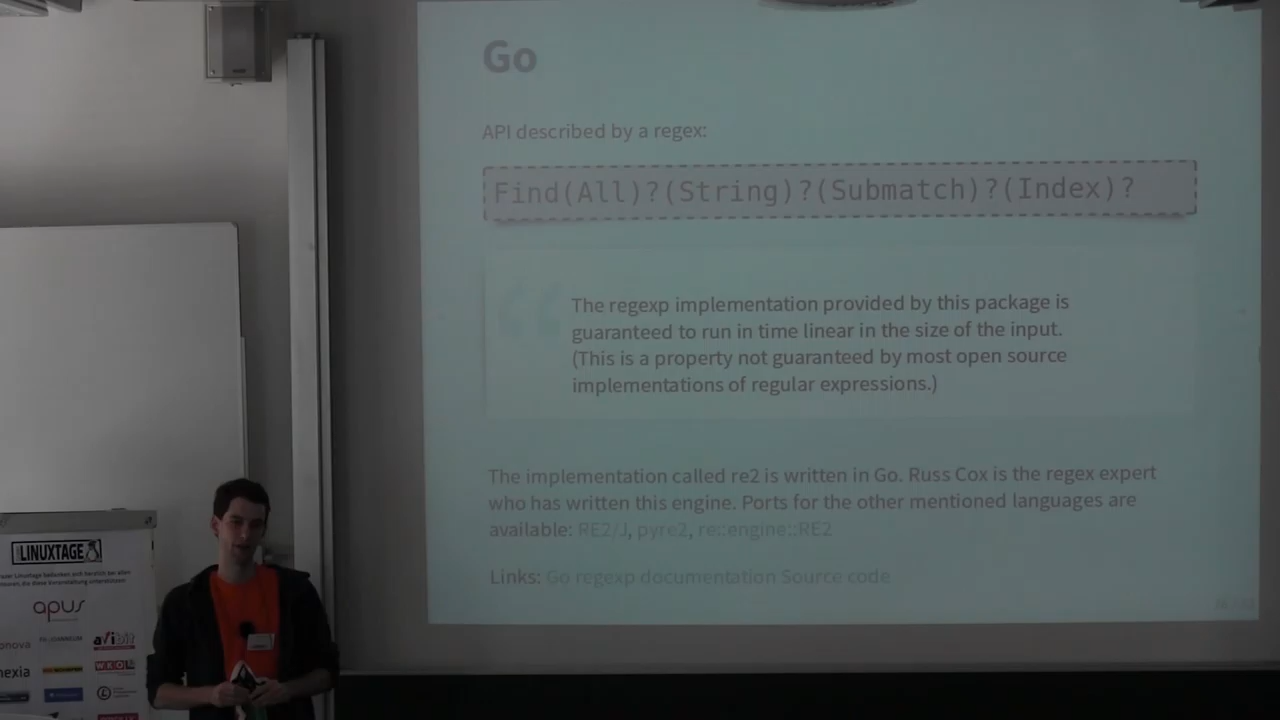 Go
API described by a regex:
Find(All)?(String)?(Submatch)?(Index)?
The regexp implementation provided by this package is
guaranteed to run in time linear in the size of the input.
(This is a property not guaranteed by most open source
implementations of regular expressions.)
The implementation called re2 is written in Go. Russ Cox is the regex expert
who has written this engine. Ports for the other mentioned languages are
available: RE2/J, pyre2, re::engine::RE2
Links: Go regexp documentation Source code
LINUXTAGE
apus
avibit